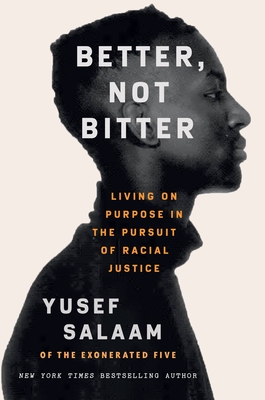 BETTER,
NOT
BITTER
LIVING ON
PURPOSE IN
THE PURSUIT
OF RACIAL
JUSTICE
YUSEF
SALAAM
OF THE EXONERATED FIVE
NEW YORK TIMES BESTSELLING AUTHOR